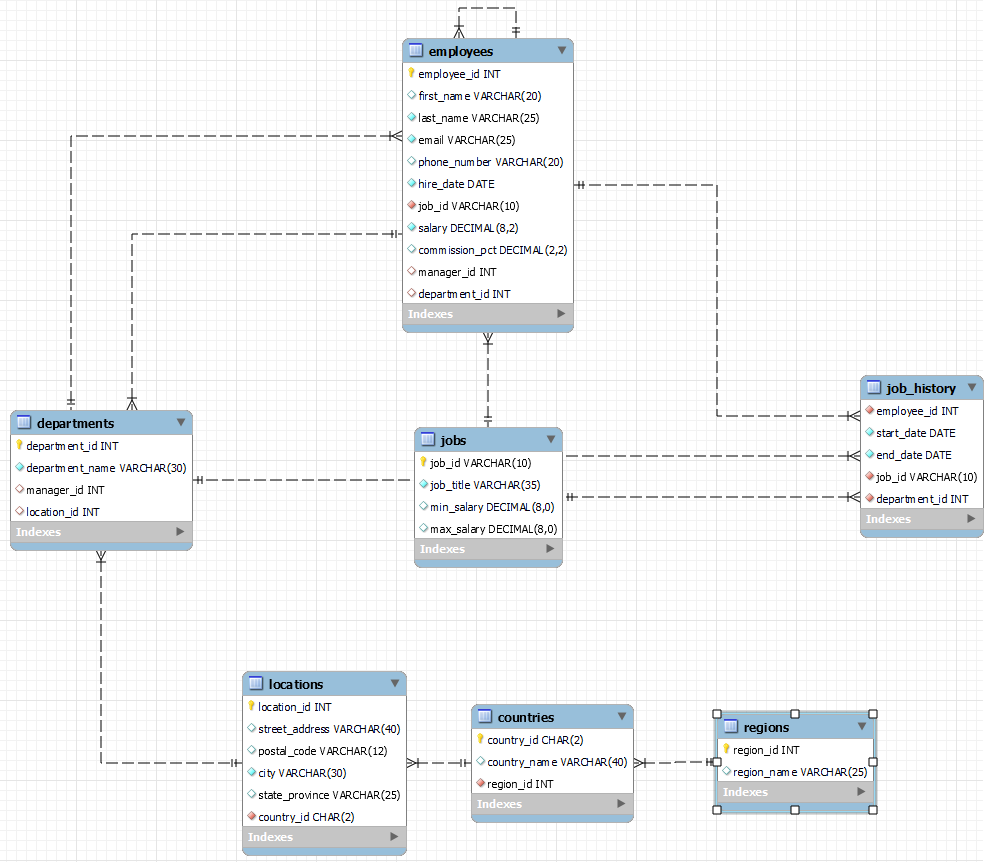 employees
employee_id INT
first_name VARCHAR(20)
last_name VARCHAR(25)
email VARCHAR(25)
phone_number VARCHAR(20)
hire_date DATE
job_id VARCHAR(10)
salary DECIMAL(8,2)
commission_pct DECIMAL(2,2)
manager_id INT
department_id INT
Indexes
departments
department_id INT
department_name VARCHAR(30)
manager_id INT
location_id INT
Indexes
jobs
job_id VARCHAR(10)
job_title VARCHAR(35)
min_salary DECIMAL(8,0)
max_salary DECIMAL(8,0)
Indexes
job_history
employee_id INT
start_date DATE
end_date DATE
job_id VARCHAR(10)
department_id INT
Indexes
locations
location_id INT
street_address VARCHAR(40)
postal_code VARCHAR(12)
city VARCHAR(30)
state_province VARCHAR(25)
country_id CHAR(2)
Indexes
countries
country_id CHAR(2)
country_name VARCHAR(40)
region_id INT
Indexes
regions
region_id INT
region_name VARCHAR(25)
Indexes